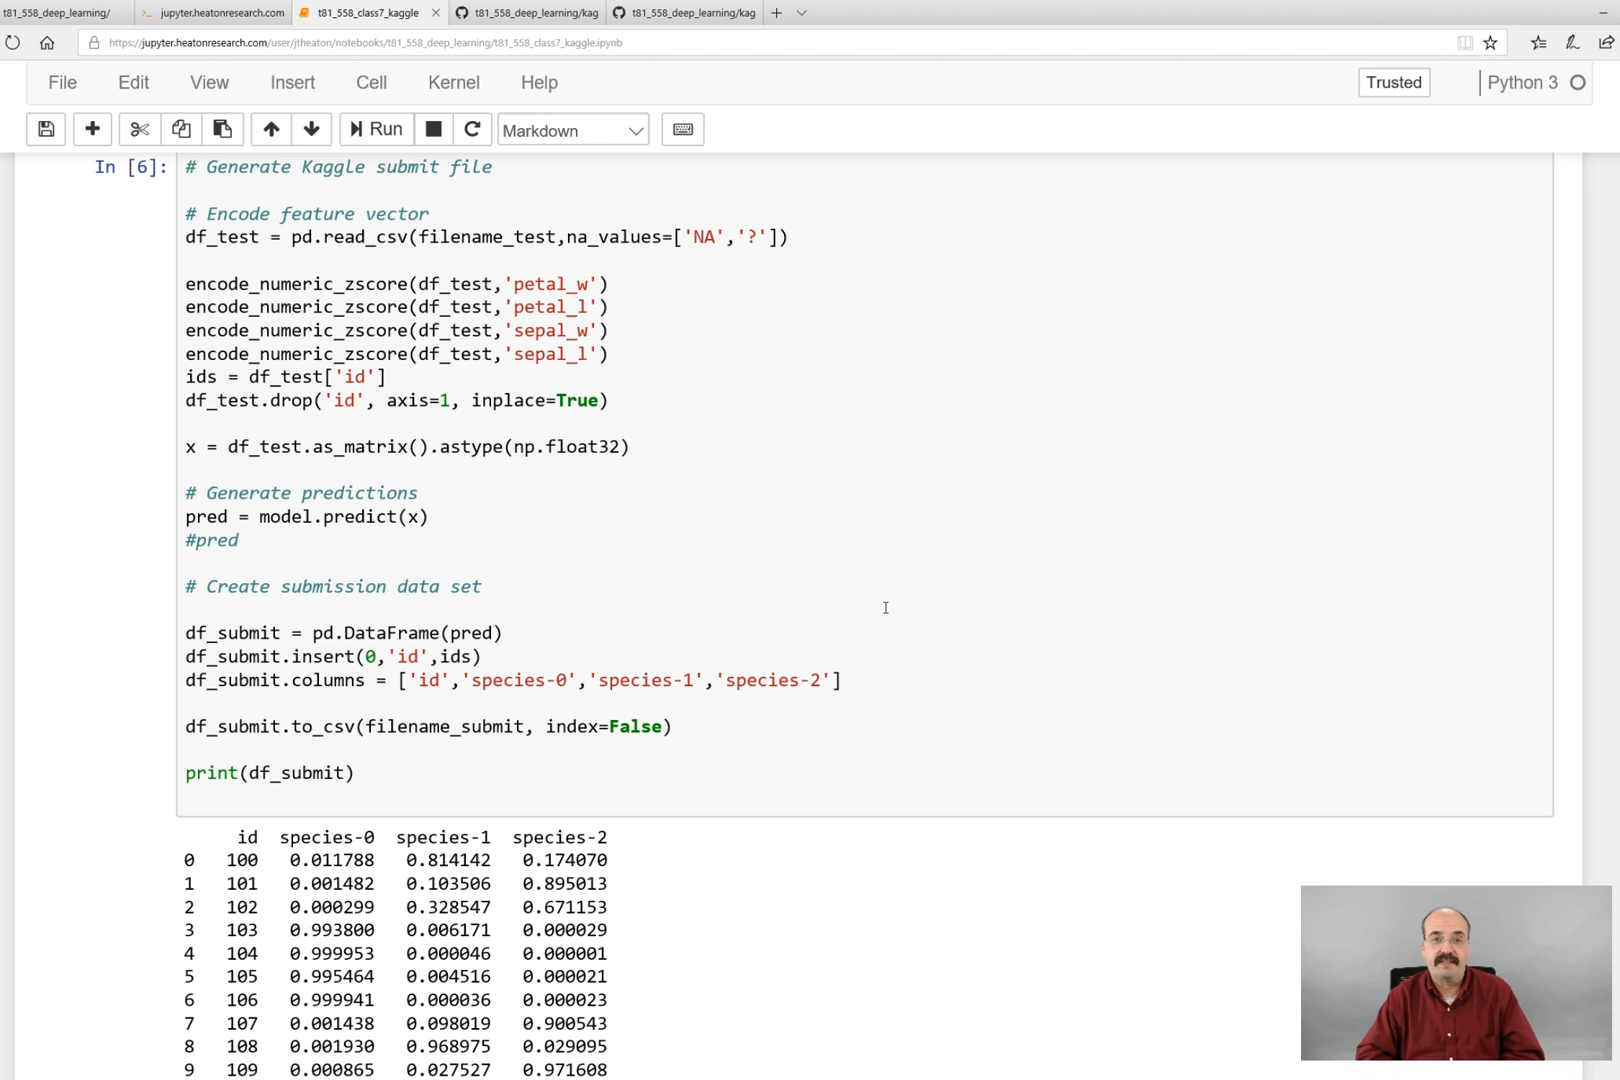 t81_558_deep_learning/
jupyter.heatonresearch.com
t81_558_class7_kaggle
t81_558_deep_learning/kag
t81_558_deep_learning/kag
https://jupyter.heatonresearch.com/user/jtheaton/notebooks/t81_558_deep_learning/t81_558_class7_kaggle.ipynb
File Edit View Insert Cell Kernel Help Trusted Python 3
Run Markdown
In [6]: # Generate Kaggle submit file
# Encode feature vector
df_test = pd.read_csv(filename_test,na_values=['NA','?'])
encode_numeric_zscore(df_test,'petal_w')
encode_numeric_zscore(df_test,'petal_l')
encode_numeric_zscore(df_test,'sepal_w')
encode_numeric_zscore(df_test,'sepal_l')
ids = df_test['id']
df_test.drop('id', axis=1, inplace=True)
x = df_test.as_matrix().astype(np.float32)
# Generate predictions
pred = model.predict(x)
#pred
# Create submission data set
df_submit = pd.DataFrame(pred)
df_submit.insert(0,'id',ids)
df_submit.columns = ['id','species-0','species-1','species-2']
df_submit.to_csv(filename_submit, index=False)
print(df_submit)
id species-0 species-1 species-2
0 100 0.011788 0.814142 0.174070
1 101 0.001482 0.103506 0.895013
2 102 0.000299 0.328547 0.671153
3 103 0.993800 0.006171 0.000029
4 104 0.999953 0.000046 0.000001
5 105 0.995464 0.004516 0.000021
6 106 0.999941 0.000036 0.000023
7 107 0.001438 0.098019 0.900543
8 108 0.001930 0.968975 0.029095
9 109 0.000865 0.027527 0.971608